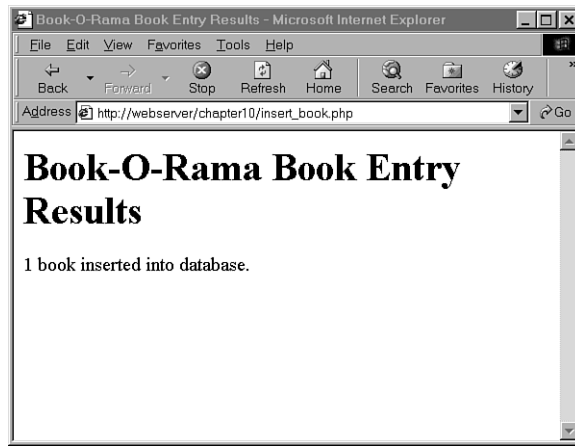 Book-O-Rama Book Entry Results - Microsoft Internet Explorer
File Edit View Favorites Tools Help
Back Forward Stop Refresh Home Search Favorites History »
Address http://webserver/chapter10/insert_book.php Go
Book-O-Rama Book Entry
Results
1 book inserted into database.